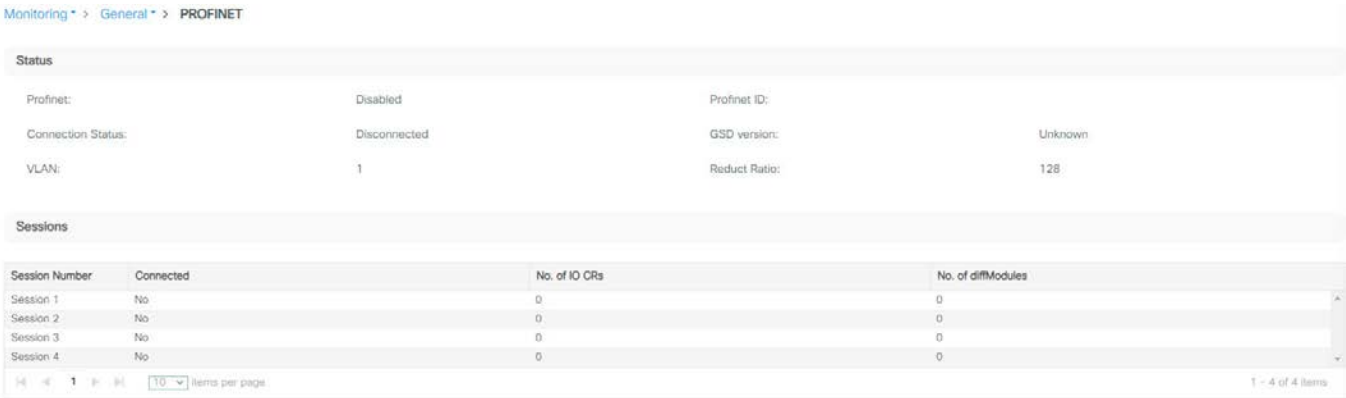 Monitoring > General > PROFINET
Status
Profinet: Disabled Profinet ID:
Connection Status: Disconnected GSD version: Unknown
VLAN: 1 Reduct Ratio: 128
Sessions
Session Number Connected No. of IO CRs No. of diffModules
Session 1 No 0 0
Session 2 No 0 0
Session 3 No 0 0
Session 4 No 0 0
1 10 items per page 1 - 4 of 4 items